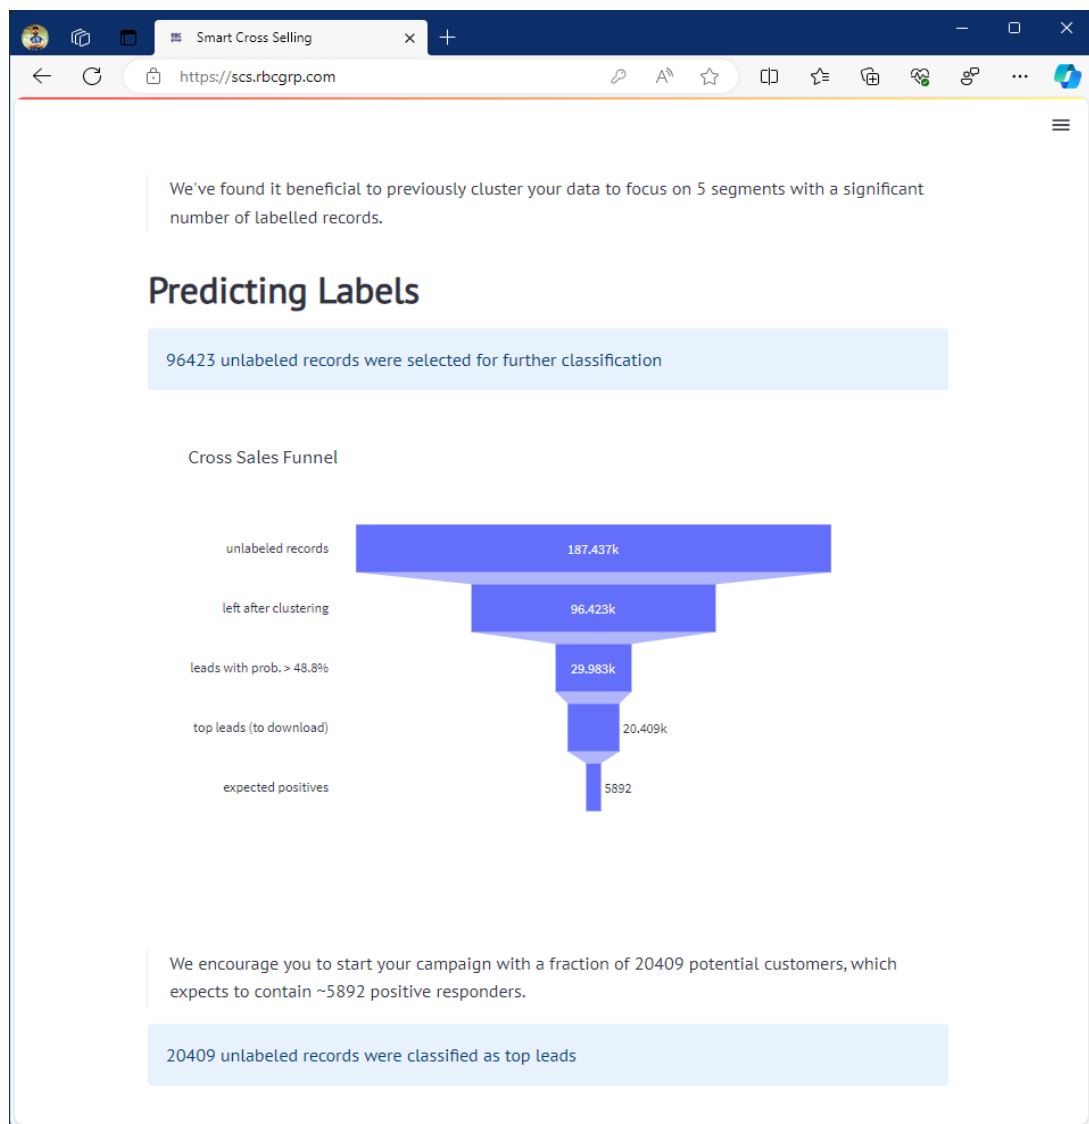 Smart Cross Selling
https://scs.rbcgrp.com
We've found it beneficial to previously cluster your data to focus on 5 segments with a significant
number of labelled records.
Predicting Labels
96423 unlabeled records were selected for further classification
Cross Sales Funnel
unlabeled records
187.437k
left after clustering
96.423k
leads with prob. > 48.8%
29.983k
top leads (to download)
20.409k
expected positives
5892
We encourage you to start your campaign with a fraction of 20409 potential customers, which
expects to contain ~5892 positive responders.
20409 unlabeled records were classified as top leads